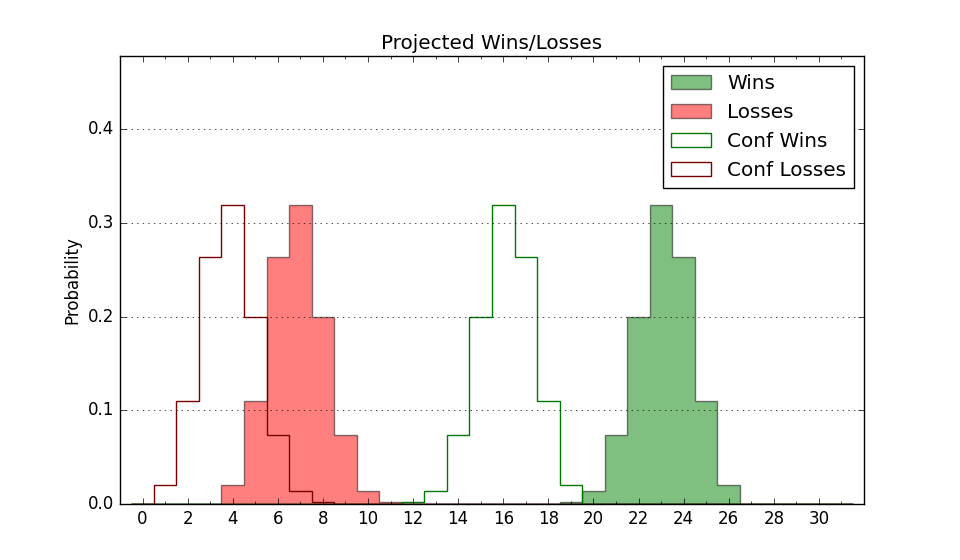 Projected Wins/Losses
Wins
Losses
Conf Wins
Conf Losses
Probability
0.4
0.3
0.2
0.1
0.0
0 2 4 6 8 10 12 14 16 18 20 22 24 26 28 30